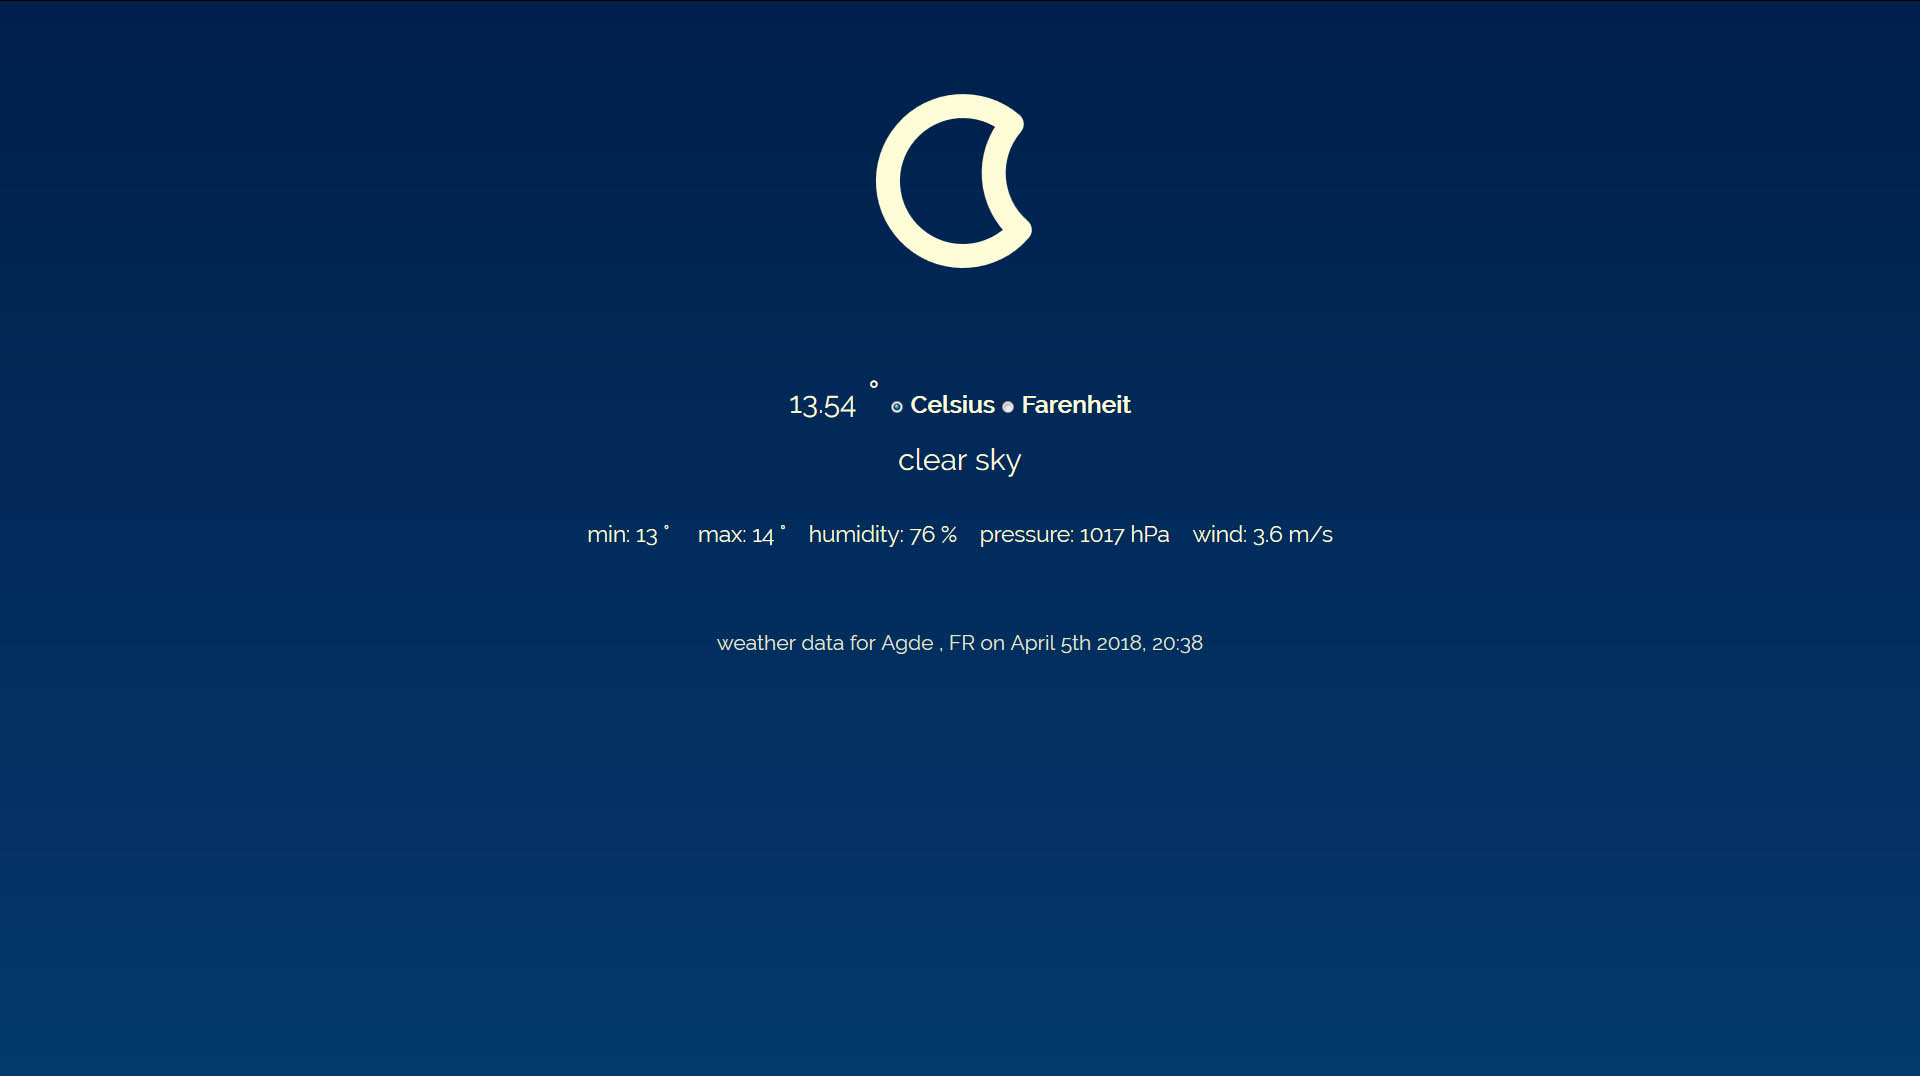 13.54 ° Celsius Farenheit
clear sky
min: 13 ° max: 14 ° humidity: 76 % pressure: 1017 hPa wind: 3.6 m/s
weather data for Agde , FR on April 5th 2018, 20:38